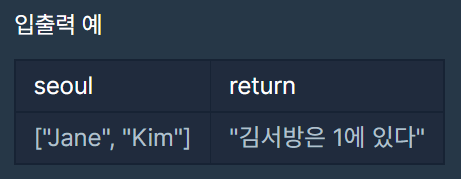 입출력 예
seoul return
["Jane", "Kim"] "김서방은 1에 있다"